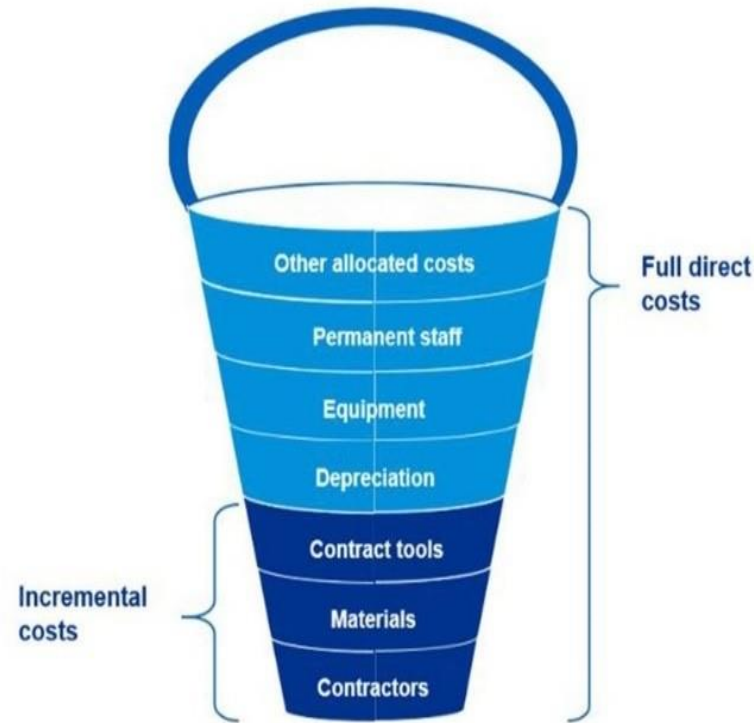 Other allocated costs
Full direct
costs
Permanent staff
Equipment
Depreciation
Contract tools
Incremental
costs
Materials
Contractors